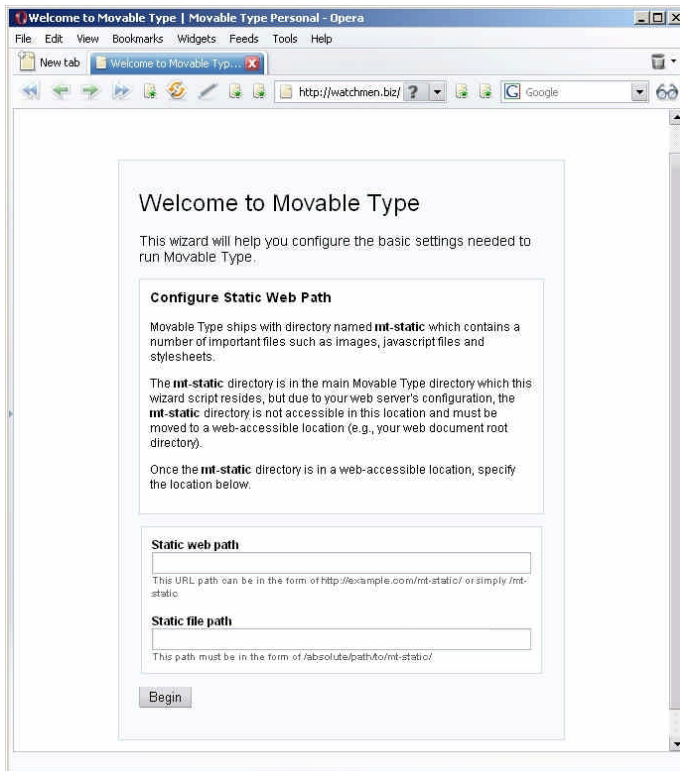 Welcome to Movable Type | Movable Type Personal - Opera
File Edit View Bookmarks Widgets Feeds Tools Help
New tab Welcome to Movable Typ...
http://watchmen.biz/ ? G Google
Welcome to Movable Type
This wizard will help you configure the basic settings needed to
run Movable Type.
Configure Static Web Path
Movable Type ships with directory named mt-static which contains a
number of important files such as images, javascript files and
stylesheets.
The mt-static directory is in the main Movable Type directory which this
wizard script resides, but due to your web server's configuration, the
mt-static directory is not accessible in this location and must be
moved to a web-accessible location (e.g., your web document root
directory).
Once the mt-static directory is in a web-accessible location, specify
the location below.
Static web path
This URL path can be in the form of http://example.com/mt-static/ or simply /mt-
static
Static file path
This path must be in the form of /absolute/path/to/mt-static/
Begin